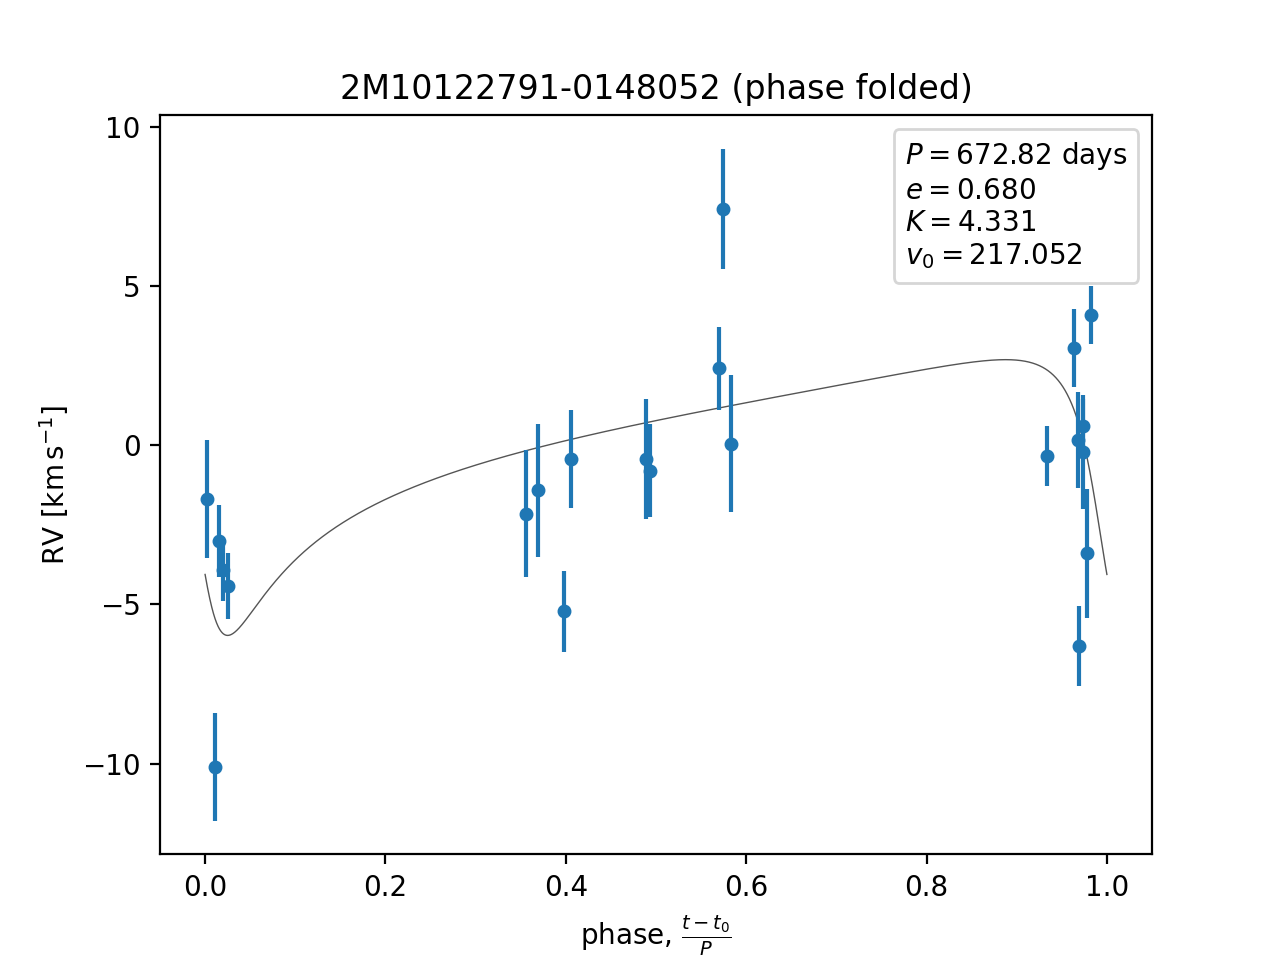 2M10122791-0148052 (phase folded)
P = 672.82 days
e = 0.680
K = 4.331
v₀ = 217.052
RV [km s⁻¹]
10
5
0
−5
−10
0.0 0.2 0.4 0.6 0.8 1.0
phase, (t − t₀)/P